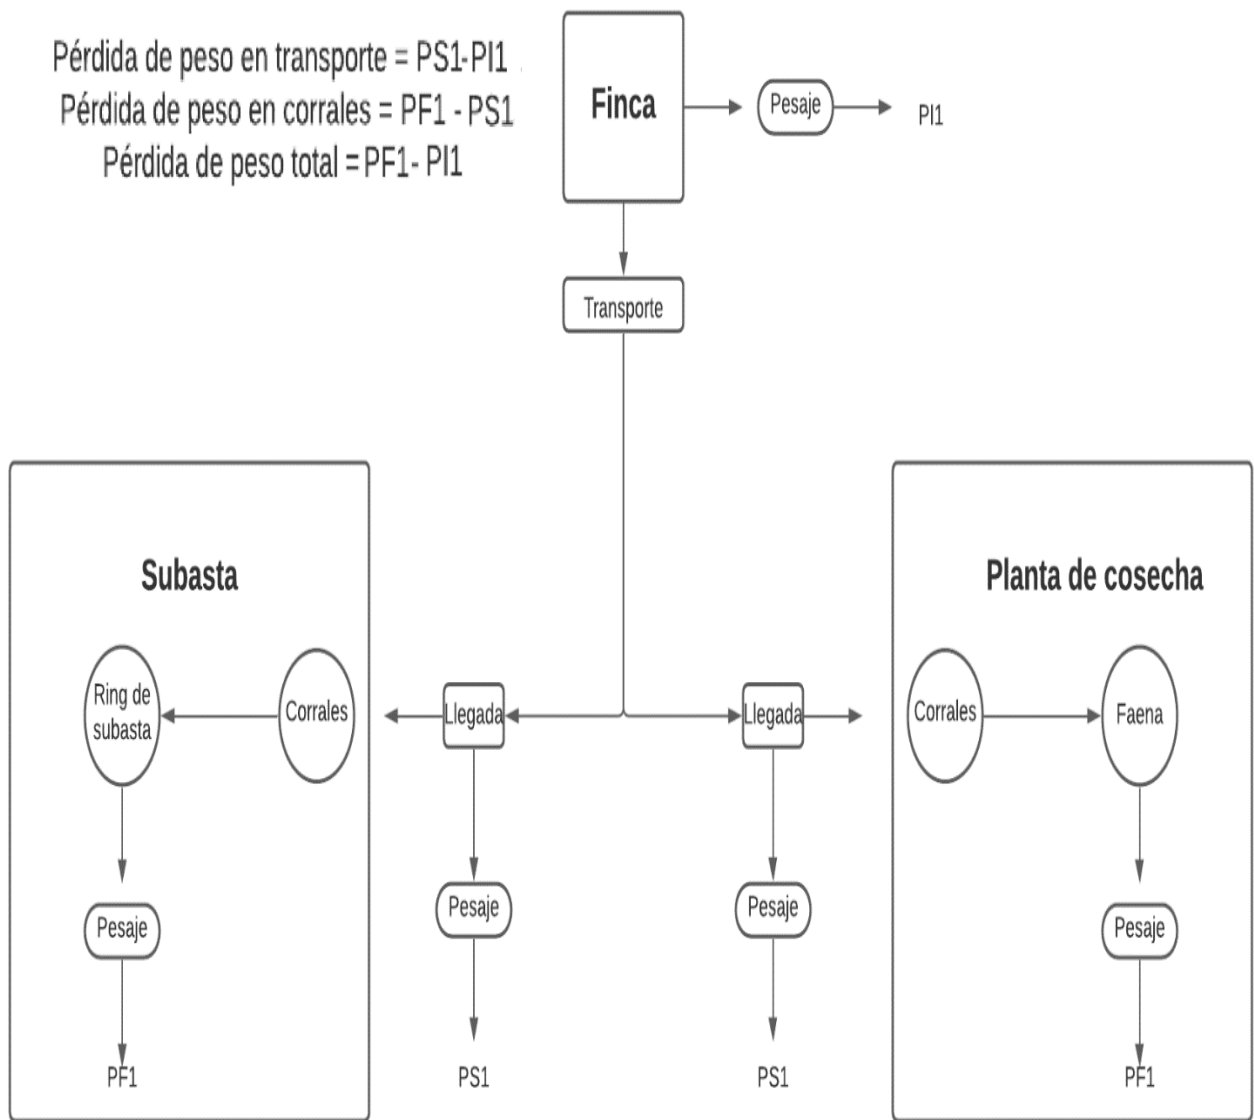 Pérdida de peso en transporte = PS1-PI1
Pérdida de peso en corrales = PF1 - PS1
Pérdida de peso total = PF1- PI1
Finca
Pesaje
PI1
Transporte
Subasta
Ring de
subasta
Corrales
Llegada
Llegada
Planta de cosecha
Corrales
Faena
Pesaje
Pesaje
Pesaje
Pesaje
PF1
PS1
PS1
PF1